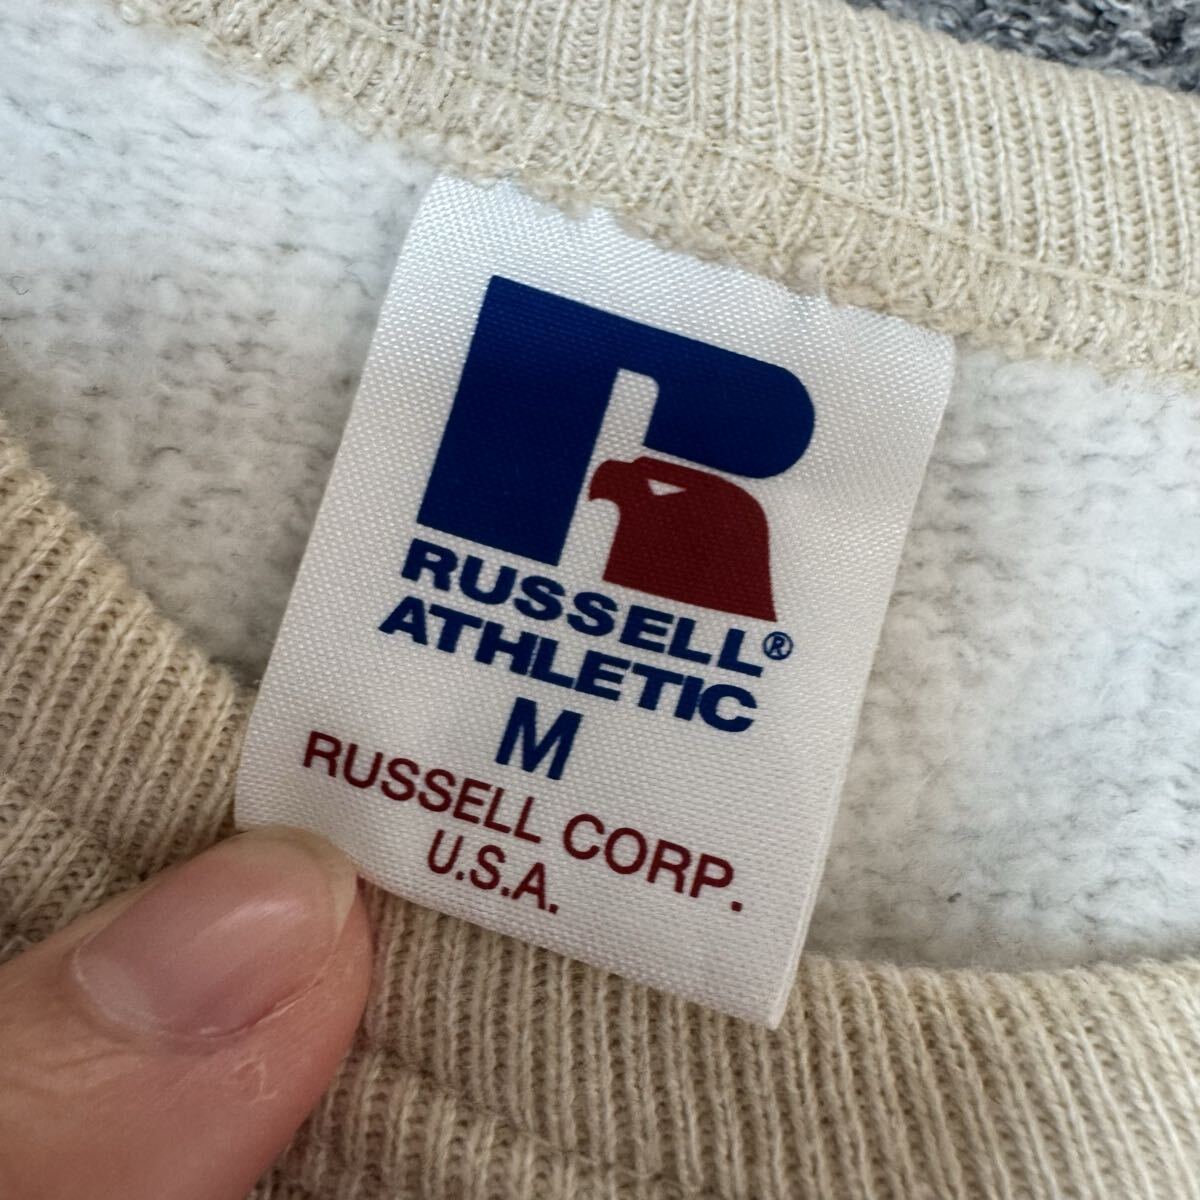 RUSSELL®
ATHLETIC
M
RUSSELL CORP.
U.S.A.